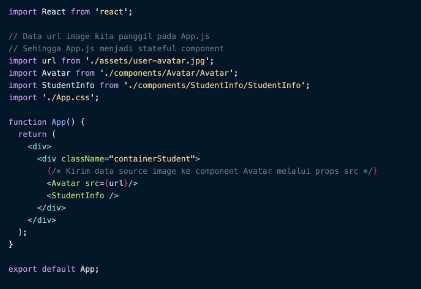 import React from 'react';
// Data url image kita panggil pada App.js
// Sehingga App.js menjadi stateful component
import url from './assets/user-avatar.jpg';
import Avatar from './components/Avatar/Avatar';
import StudentInfo from './components/StudentInfo/StudentInfo';
import './App.css';
function App() {
return (
<div>
<div className="containerStudent">
{/* Kirim data source image ke component Avatar melalui props src */}
<Avatar src={url}/>
<StudentInfo />
</div>
</div>
);
}
export default App;